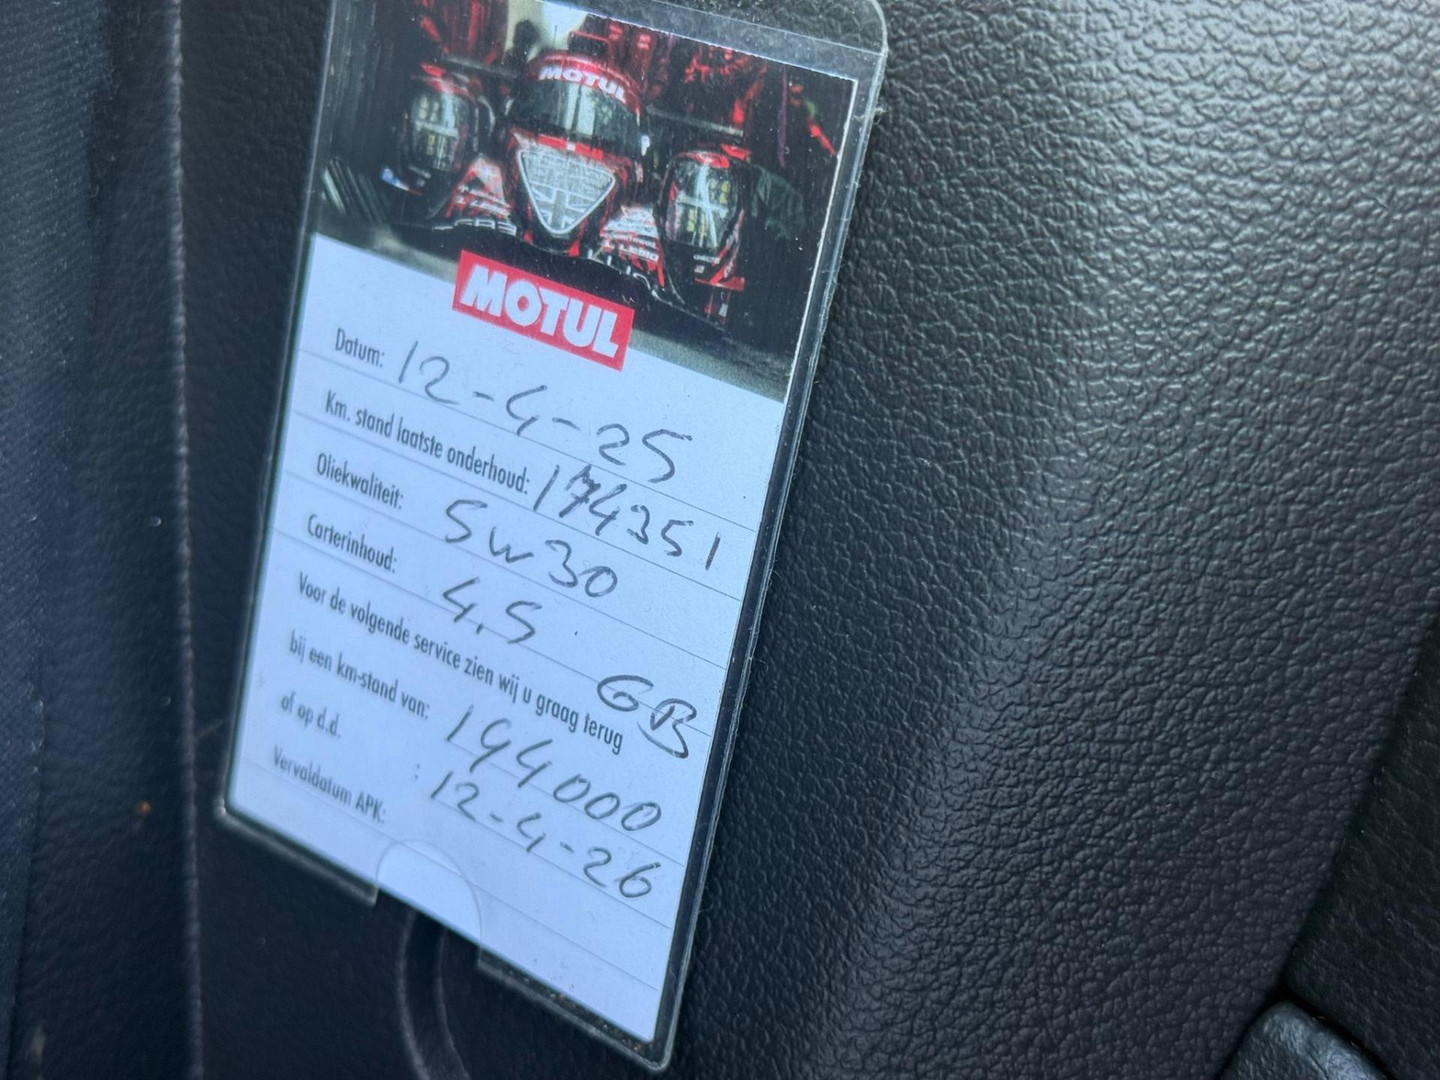 MOTUL
MOTUL
Datum: 12-4-25
Km. stand laatste onderhoud: 174351
Oliekwaliteit: 5w30
Carterinhoud: 4,5
GB
Voor de volgende service zien wij u graag terug
bij een km-stand van: 194000
of op d.d. : 12-4-26
Vervaldatum APK: